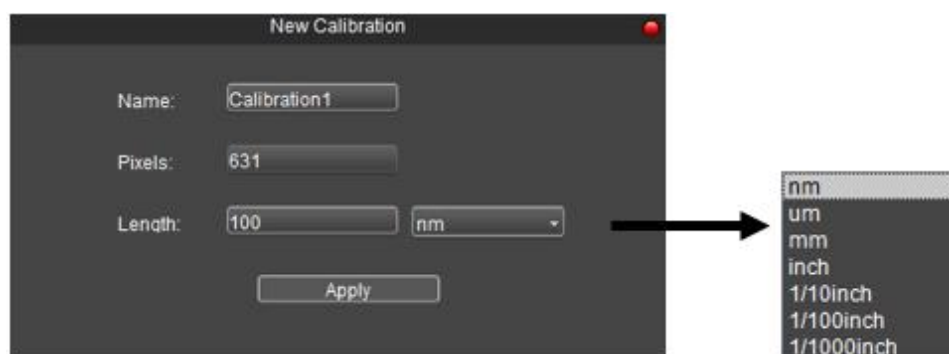 New Calibration
Name: Calibration1
Pixels: 631
Length: 100 nm
Apply
nm
um
mm
inch
1/10inch
1/100inch
1/1000inch